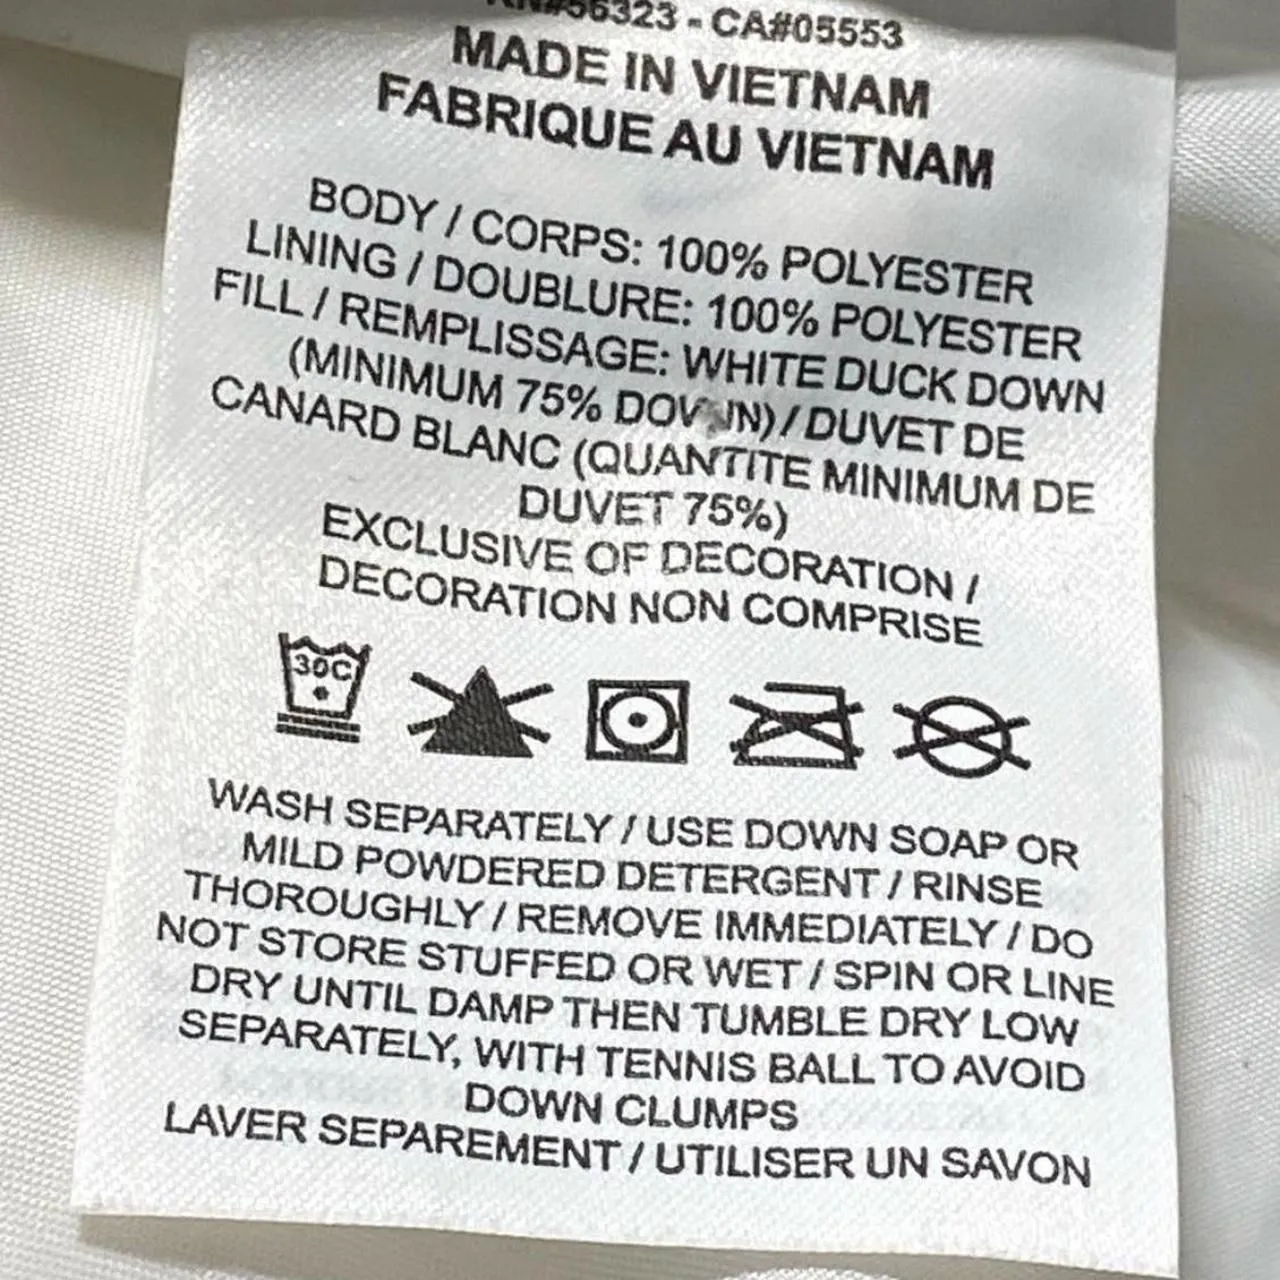 RN#56323 - CA#05553
MADE IN VIETNAM
FABRIQUE AU VIETNAM
BODY / CORPS: 100% POLYESTER
LINING / DOUBLURE: 100% POLYESTER
FILL / REMPLISSAGE: WHITE DUCK DOWN
(MINIMUM 75% DOWN) / DUVET DE
CANARD BLANC (QUANTITE MINIMUM DE
DUVET 75%)
EXCLUSIVE OF DECORATION /
DECORATION NON COMPRISE
30C
WASH SEPARATELY / USE DOWN SOAP OR
MILD POWDERED DETERGENT / RINSE
THOROUGHLY / REMOVE IMMEDIATELY / DO
NOT STORE STUFFED OR WET / SPIN OR LINE
DRY UNTIL DAMP THEN TUMBLE DRY LOW
SEPARATELY, WITH TENNIS BALL TO AVOID
DOWN CLUMPS
LAVER SEPAREMENT / UTILISER UN SAVON